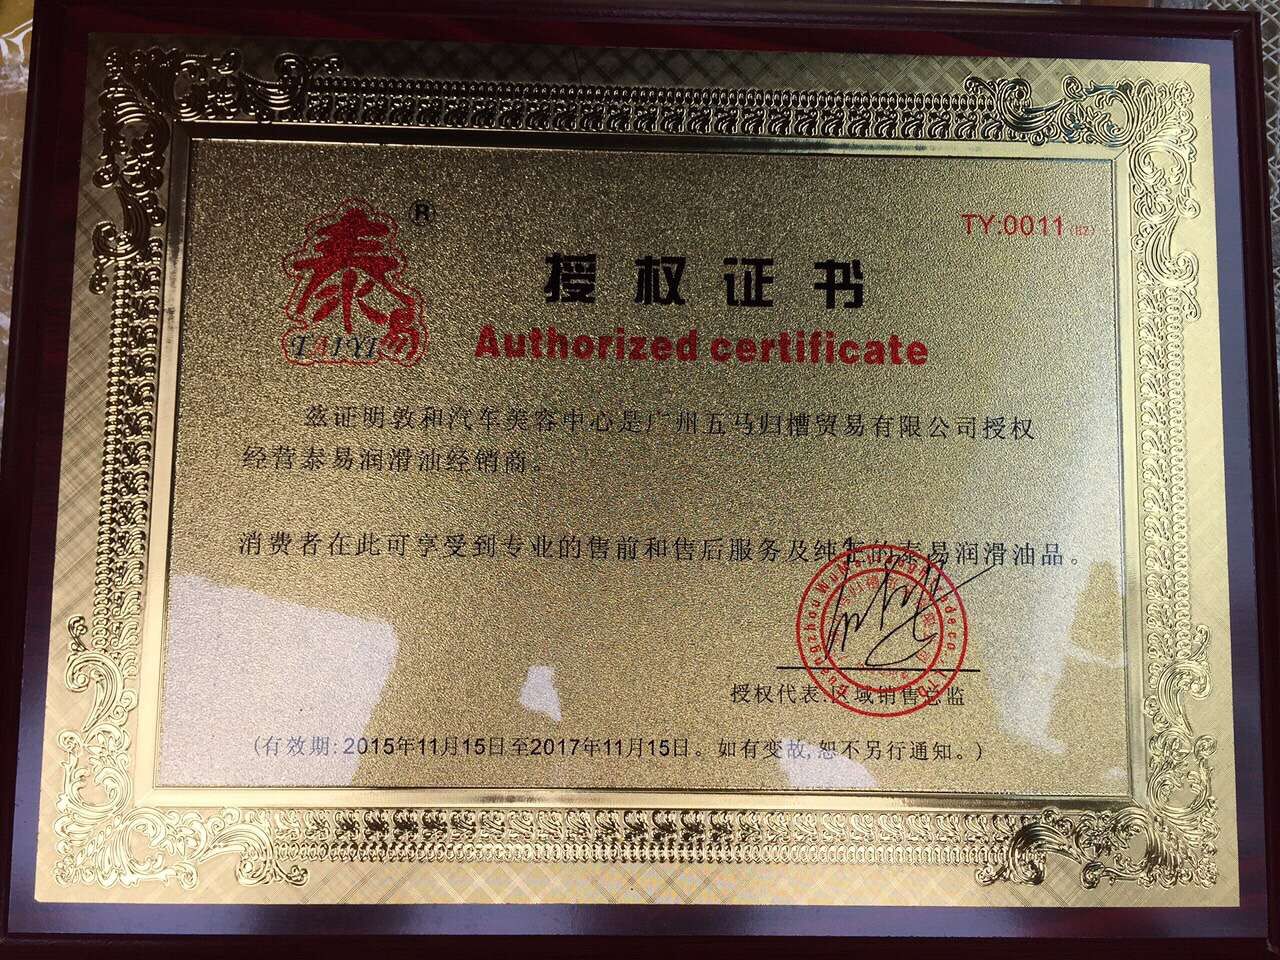 泰易
®
TY:0011
授权证书
Authorized certificate
兹证明敦和汽车美容中心是广州五马归槽贸易有限公司授权
经营泰易润滑油经销商。
消费者在此可享受到专业的售前和售后服务及纯正的泰易润滑油品。
授权代表:区域销售总监
(有效期: 2015年11月15日至2017年11月15日。如有变故,恕不另行通知。)